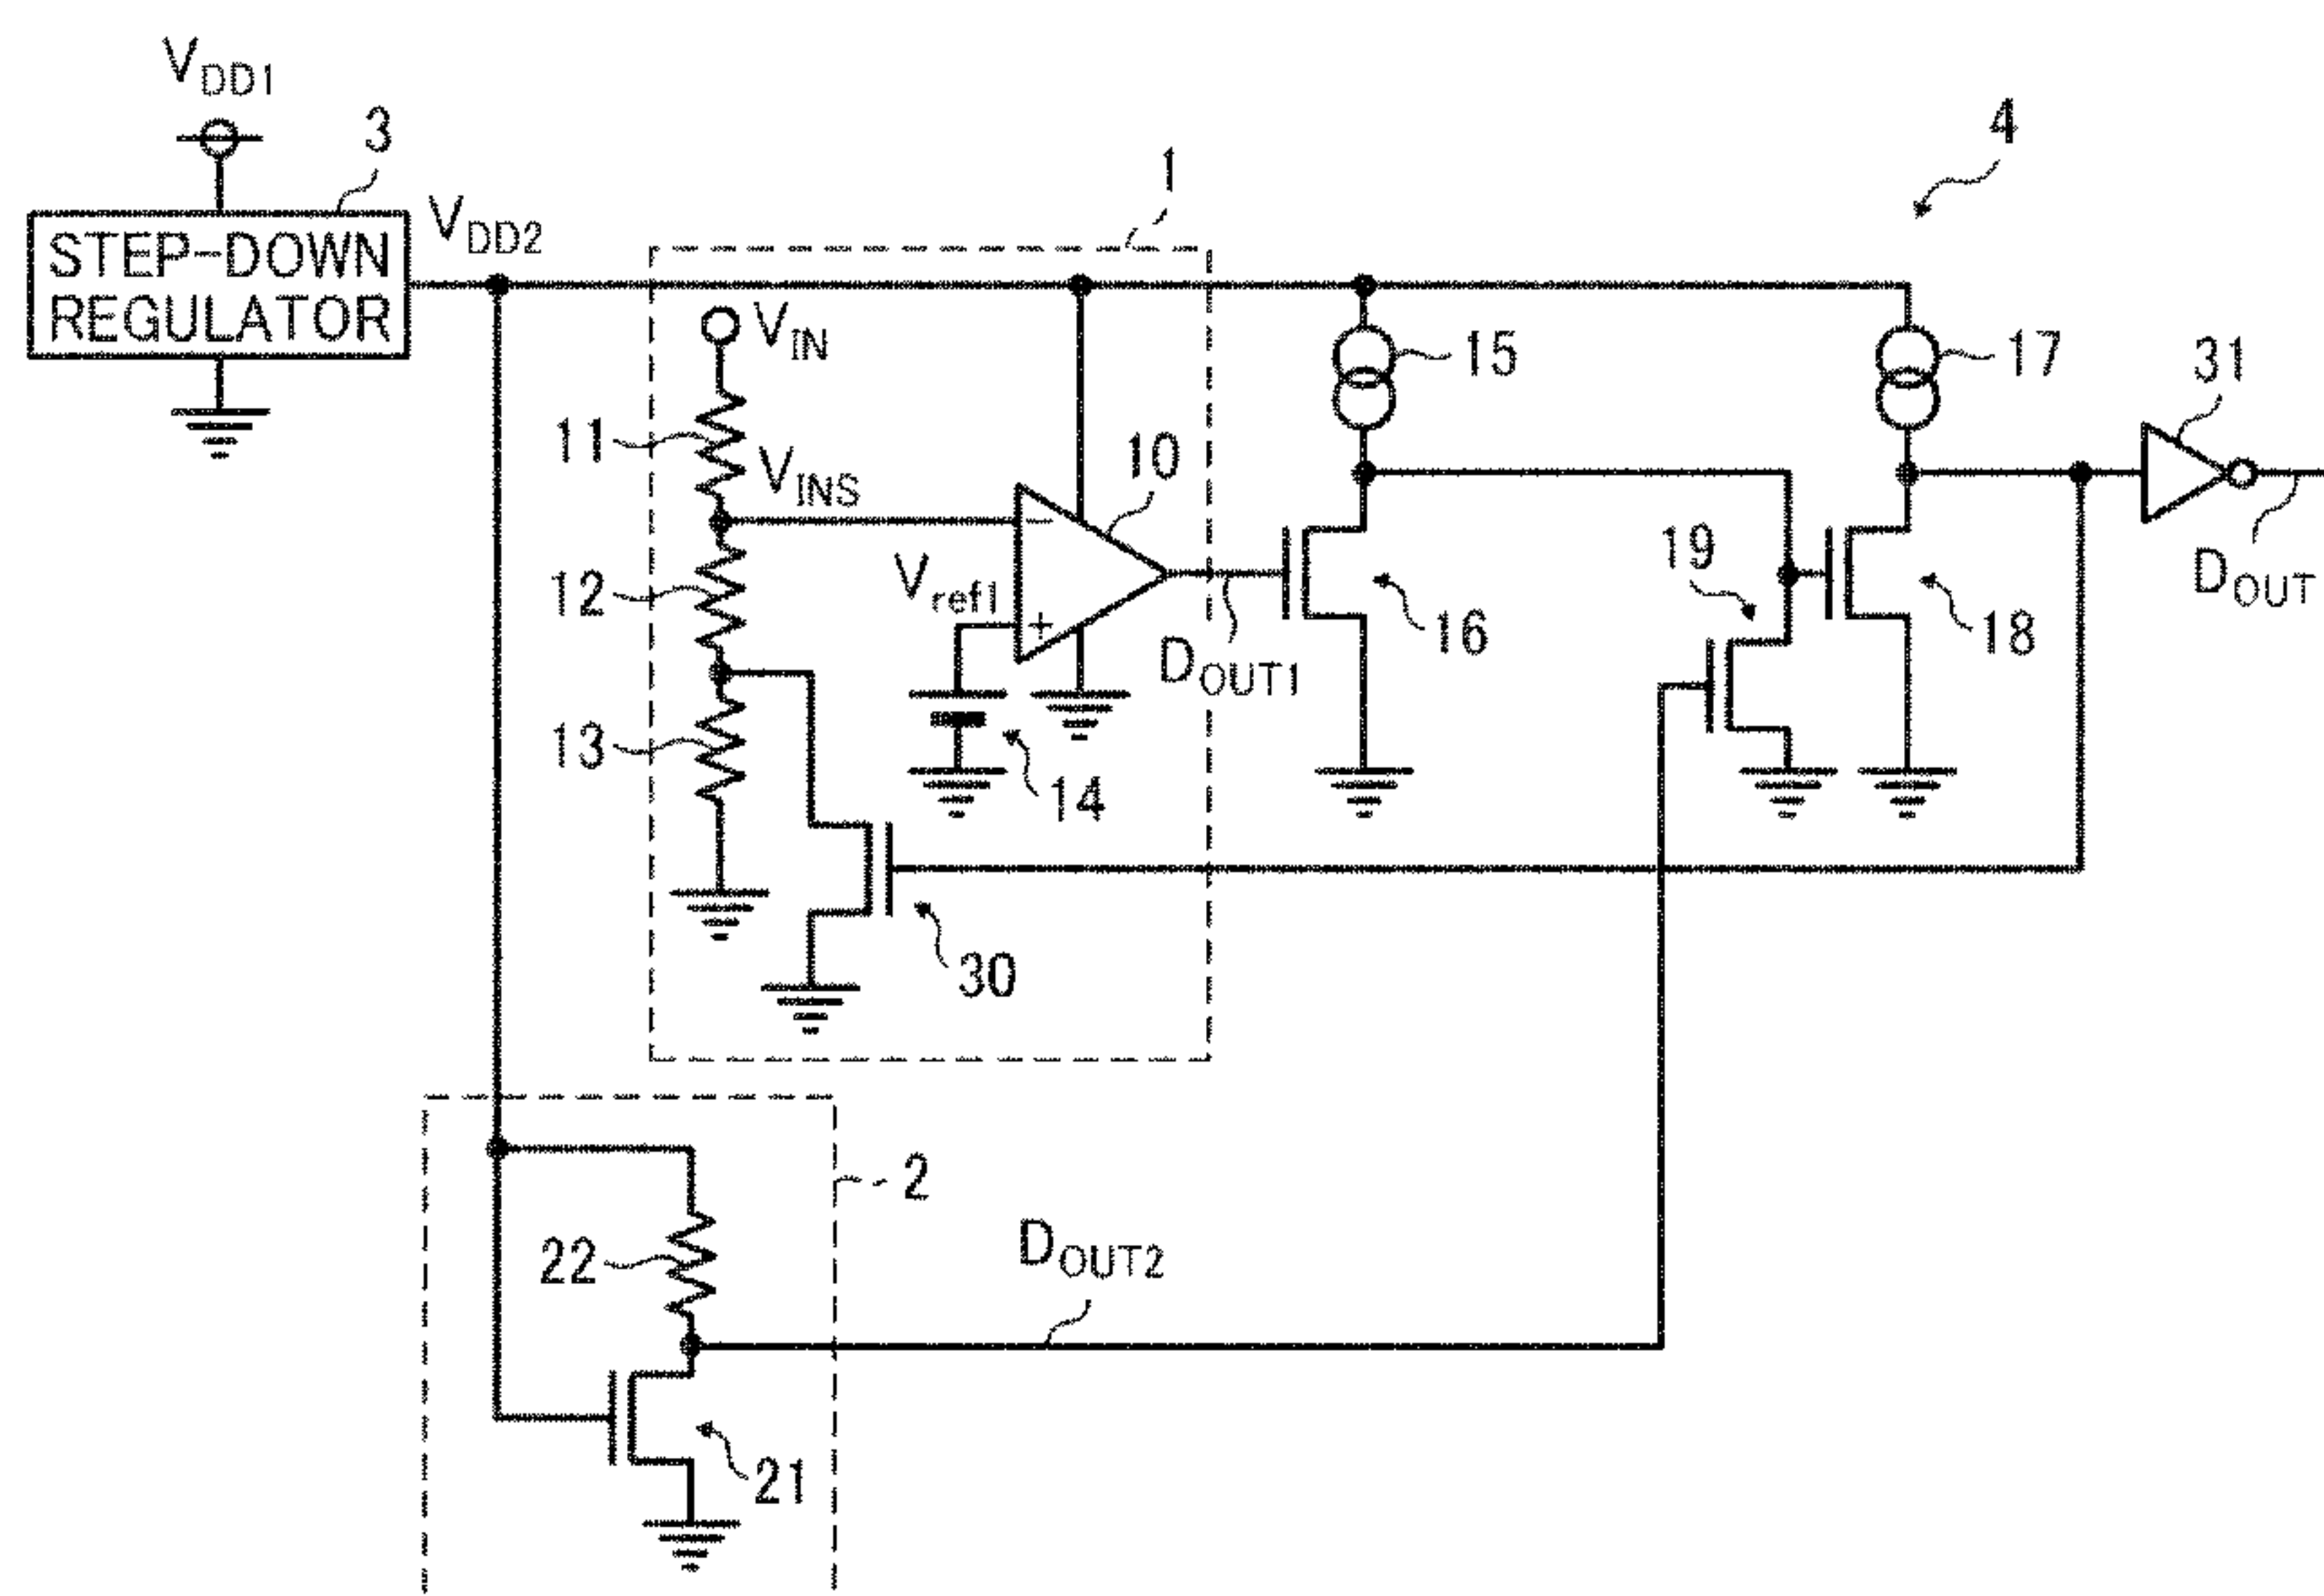 VDD1
3
4
1
STEP-DOWN
REGULATOR
VDD2
VIN
15
17
31
11
VINS
10
12
Vref1
DOUT1
16
19
18
DOUT
13
14
30
2
22
DOUT2
21
−
+